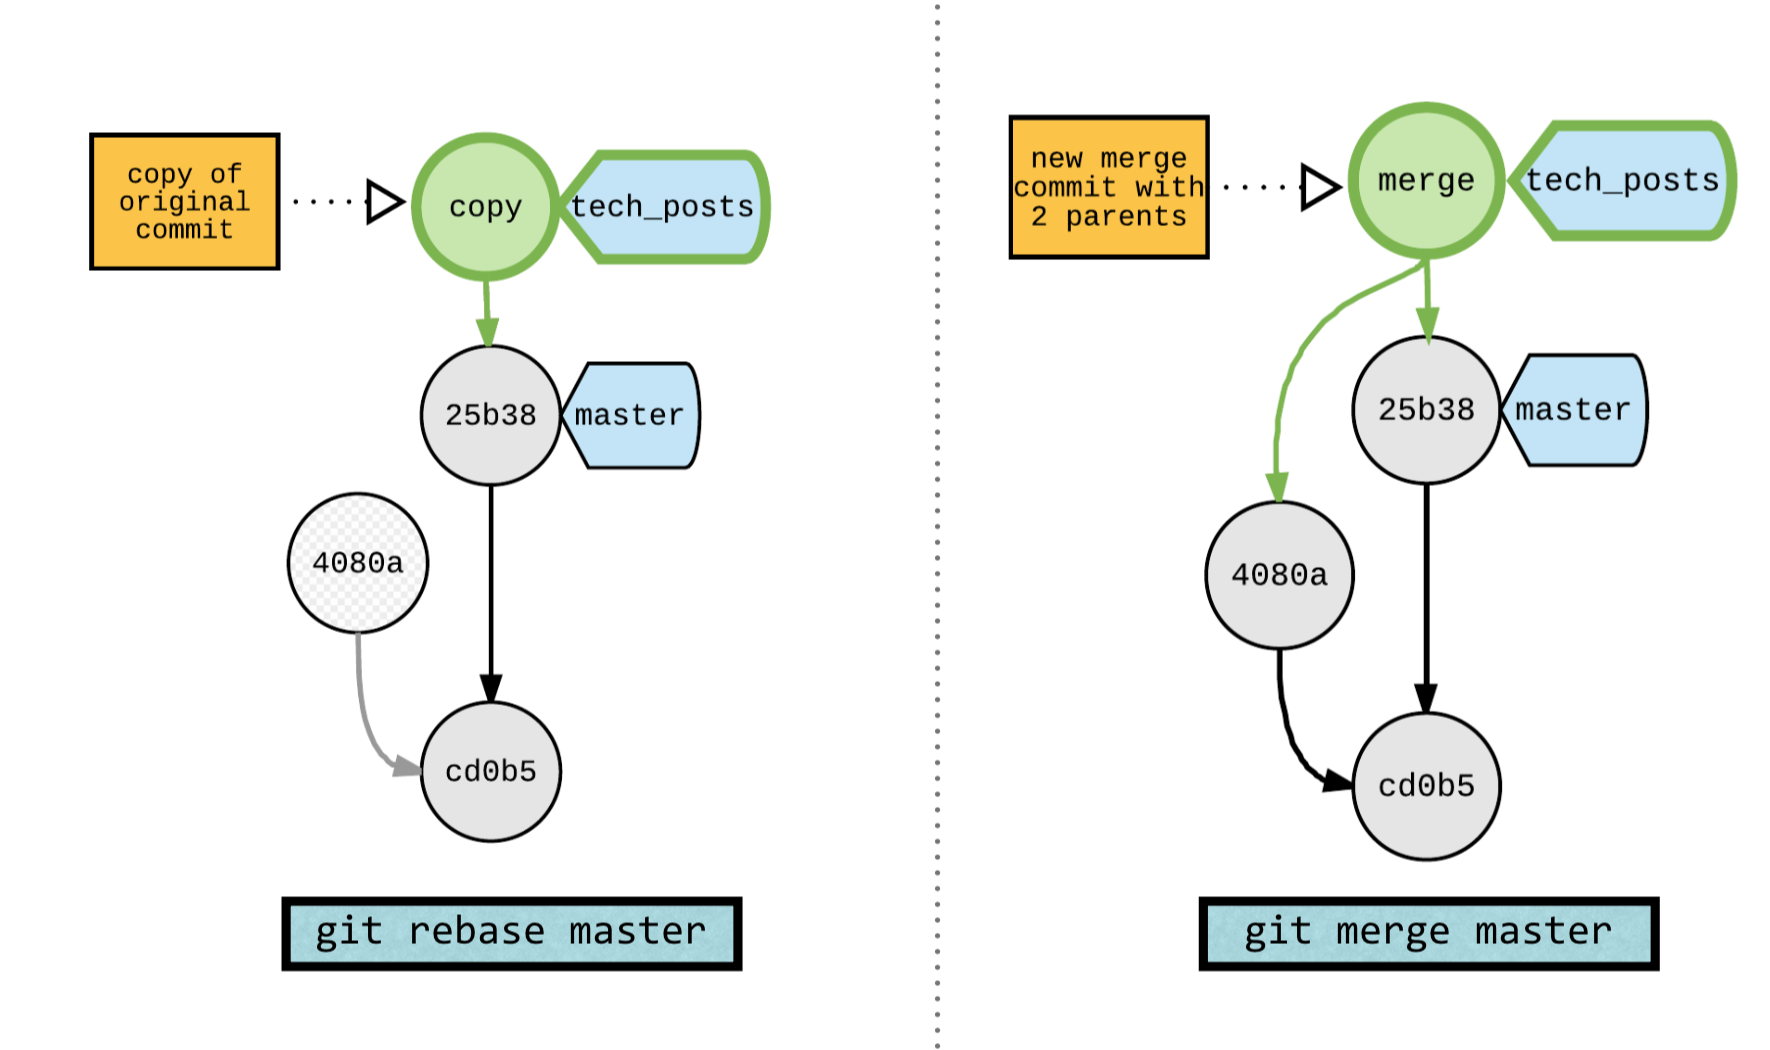 copy of
original
commit
copy
tech_posts
25b38
master
4080a
cd0b5
git rebase master
new merge
commit with
2 parents
merge
tech_posts
25b38
master
4080a
cd0b5
git merge master